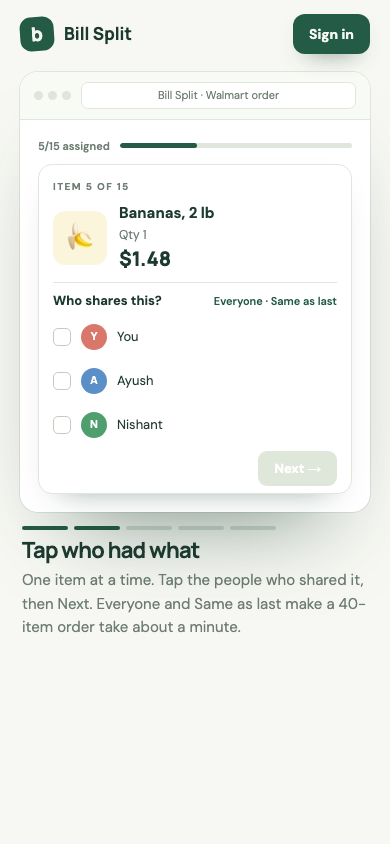 b Bill Split
Sign in
Bill Split · Walmart order
5/15 assigned
ITEM 5 OF 15
Bananas, 2 lb
Qty 1
$1.48
Who shares this?
Everyone · Same as last
Y You
A Ayush
N Nishant
Next →
Tap who had what
One item at a time. Tap the people who shared it,
then Next. Everyone and Same as last make a 40-
item order take about a minute.